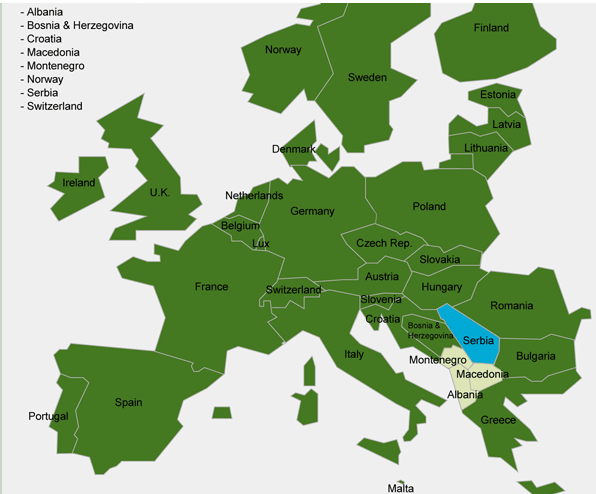 - Albania
- Bosnia & Herzegovina
- Croatia
- Macedonia
- Montenegro
- Norway
- Serbia
- Switzerland
Finland
Norway
Sweden
Estonia
Latvia
Denmark
Lithuania
Ireland
U.K.
Netherlands
Germany
Poland
Belgium
Lux
Czech Rep.
Slovakia
Austria
France
Switzerland
Hungary
Slovenia
Romania
Croatia
Bosnia &
Herzegovina
Serbia
Italy
Montenegro
Bulgaria
Macedonia
Albania
Portugal
Spain
Greece
Malta